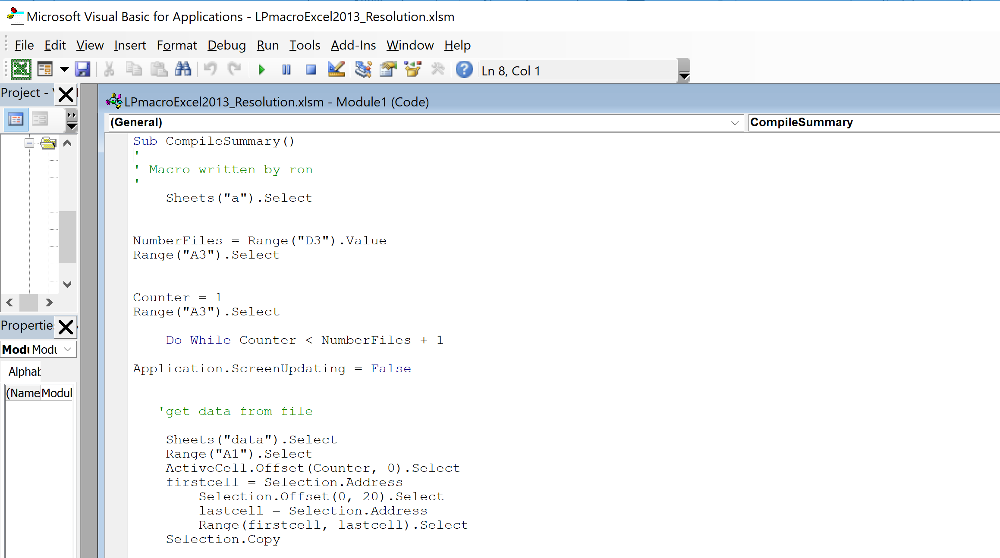 Microsoft Visual Basic for Applications - LPmacroExcel2013_Resolution.xlsm
File Edit View Insert Format Debug Run Tools Add-Ins Window Help
Ln 8, Col 1
Project -
LPmacroExcel2013_Resolution.xlsm - Module1 (Code)
(General)
CompileSummary
Sub CompileSummary()
'
' Macro written by ron
'
Sheets("a").Select
NumberFiles = Range("D3").Value
Range("A3").Select
Counter = 1
Range("A3").Select
Do While Counter < NumberFiles + 1
Application.ScreenUpdating = False
'get data from file
Sheets("data").Select
Range("A1").Select
ActiveCell.Offset(Counter, 0).Select
firstcell = Selection.Address
Selection.Offset(0, 20).Select
lastcell = Selection.Address
Range(firstcell, lastcell).Select
Selection.Copy
Propertie
Modu Modu
Alphab
(Name Modul